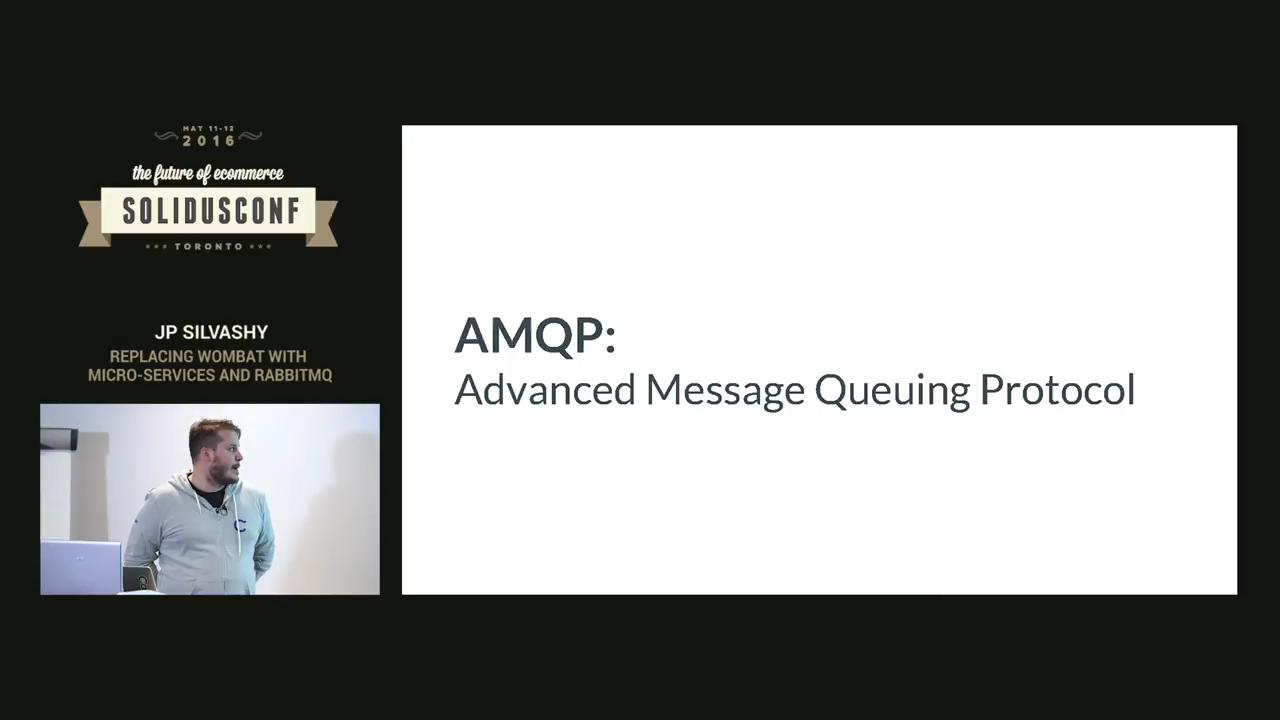 MAY 11-12
2016
the future of ecommerce
SOLIDUSCONF
TORONTO
JP SILVASHY
REPLACING WOMBAT WITH
MICRO-SERVICES AND RABBITMQ
C
AMQP:
Advanced Message Queuing Protocol